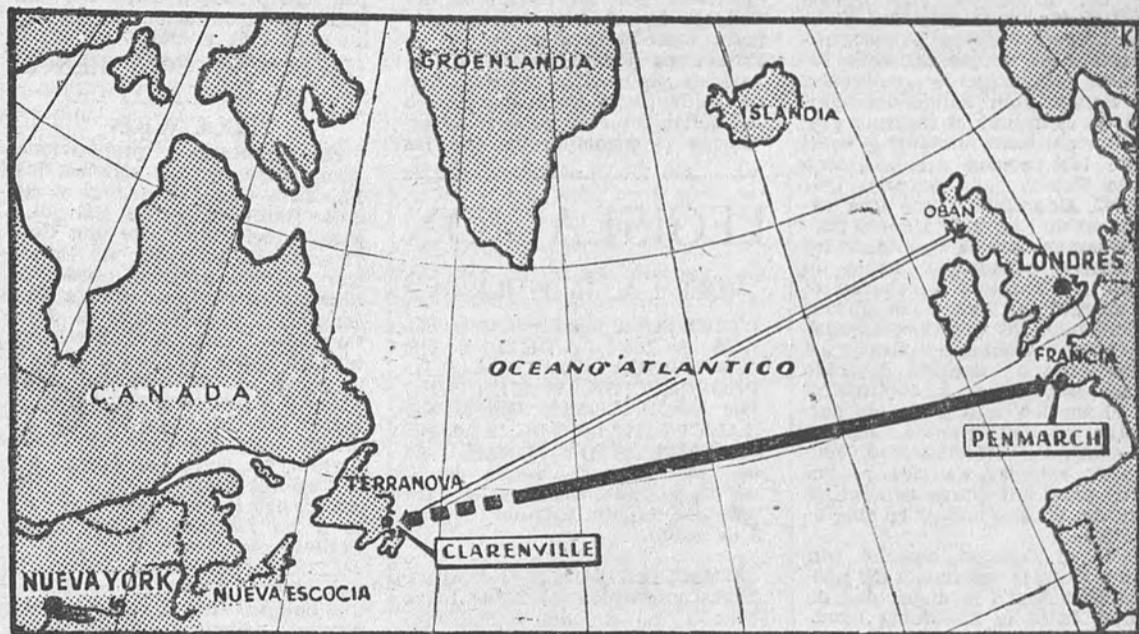 K
GROENLANDIA
ISLANDIA
OBAN
LONDRES
OCEANO ATLANTICO
FRANCIA
CANADA
PENMARCH
TERRANOVA
CLARENVILLE
NUEVA YORK
NUEVA ESCOCIA